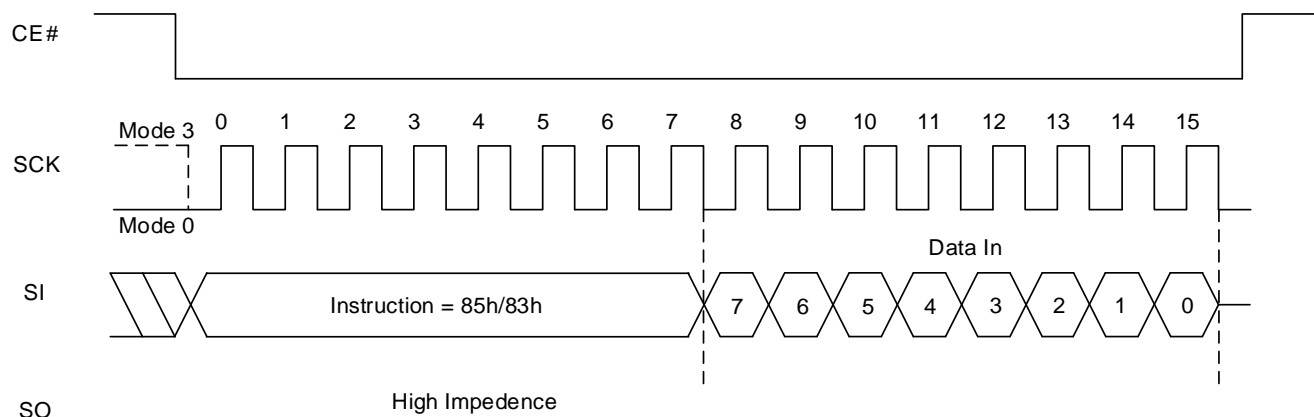 CE#
Mode 3
0 1 2 3 4 5 6 7 8 9 10 11 12 13 14 15
SCK
Mode 0
Data In
SI
Instruction = 85h/83h
7 6 5 4 3 2 1 0
High Impedence
SO